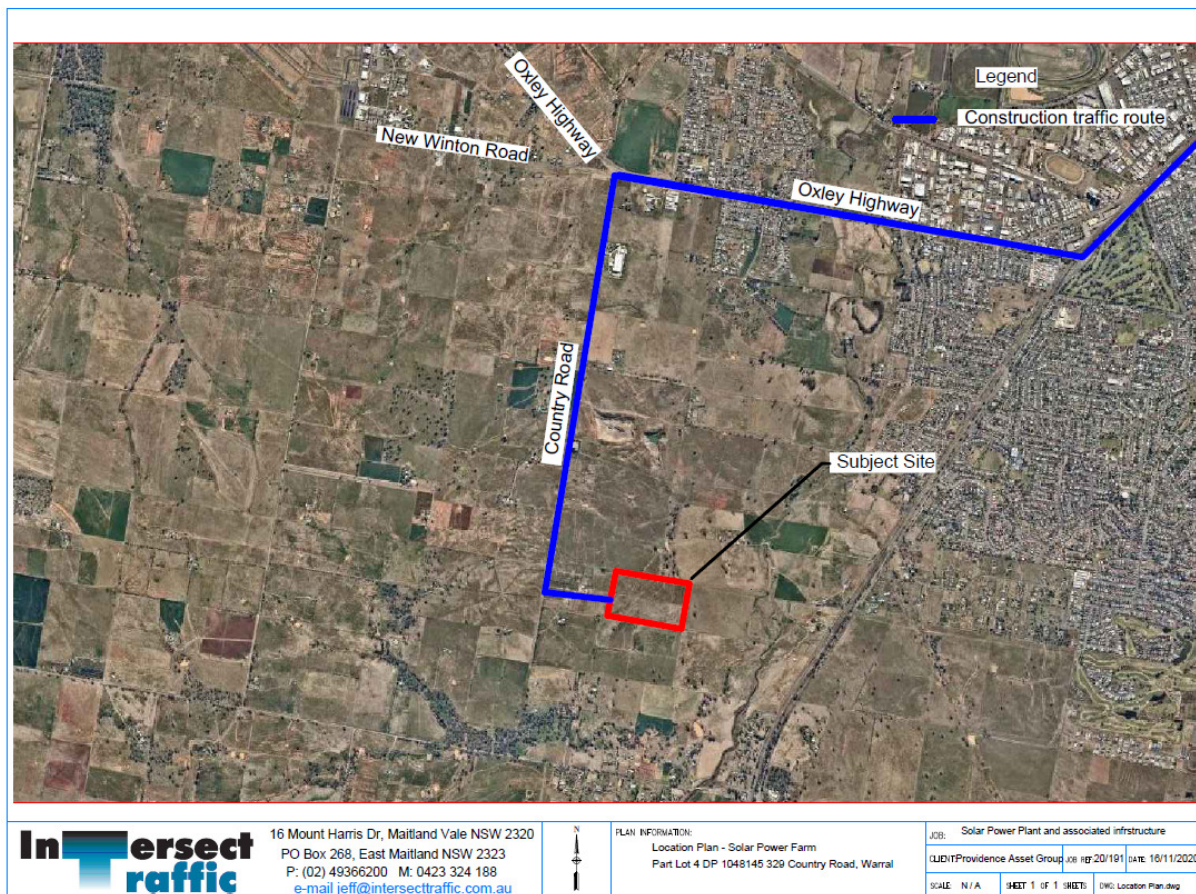 Oxley Highway
Legend
Construction traffic route
New Winton Road
Oxley Highway
Country Road
Subject Site
InTersect
Traffic
16 Mount Harris Dr, Maitland Vale NSW 2320
PO Box 268, East Maitland NSW 2323
P: (02) 49366200 M: 0423 324 188
e-mail jeff@intersecttraffic.com.au
N
PLAN INFORMATION:
Location Plan - Solar Power Farm
Part Lot 4 DP 1048145 329 Country Road, Warral
JOB: Solar Power Plant and associated infrstructure
CLIENT: Providence Asset Group JOB REF: 20/191 DATE: 16/11/2020
SCALE: N / A SHEET 1 OF 1 SHEETS DWG: Location Plan.dwg